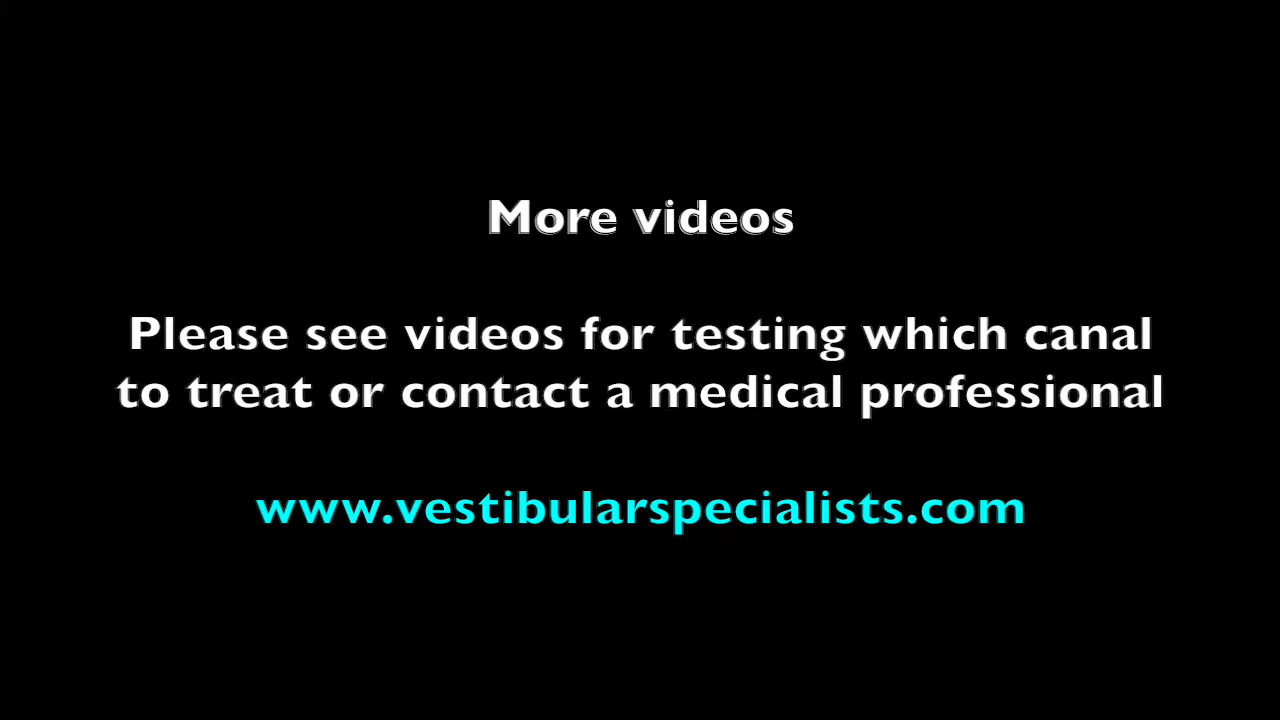 More videos
Please see videos for testing which canal
to treat or contact a medical professional
www.vestibularspecialists.com